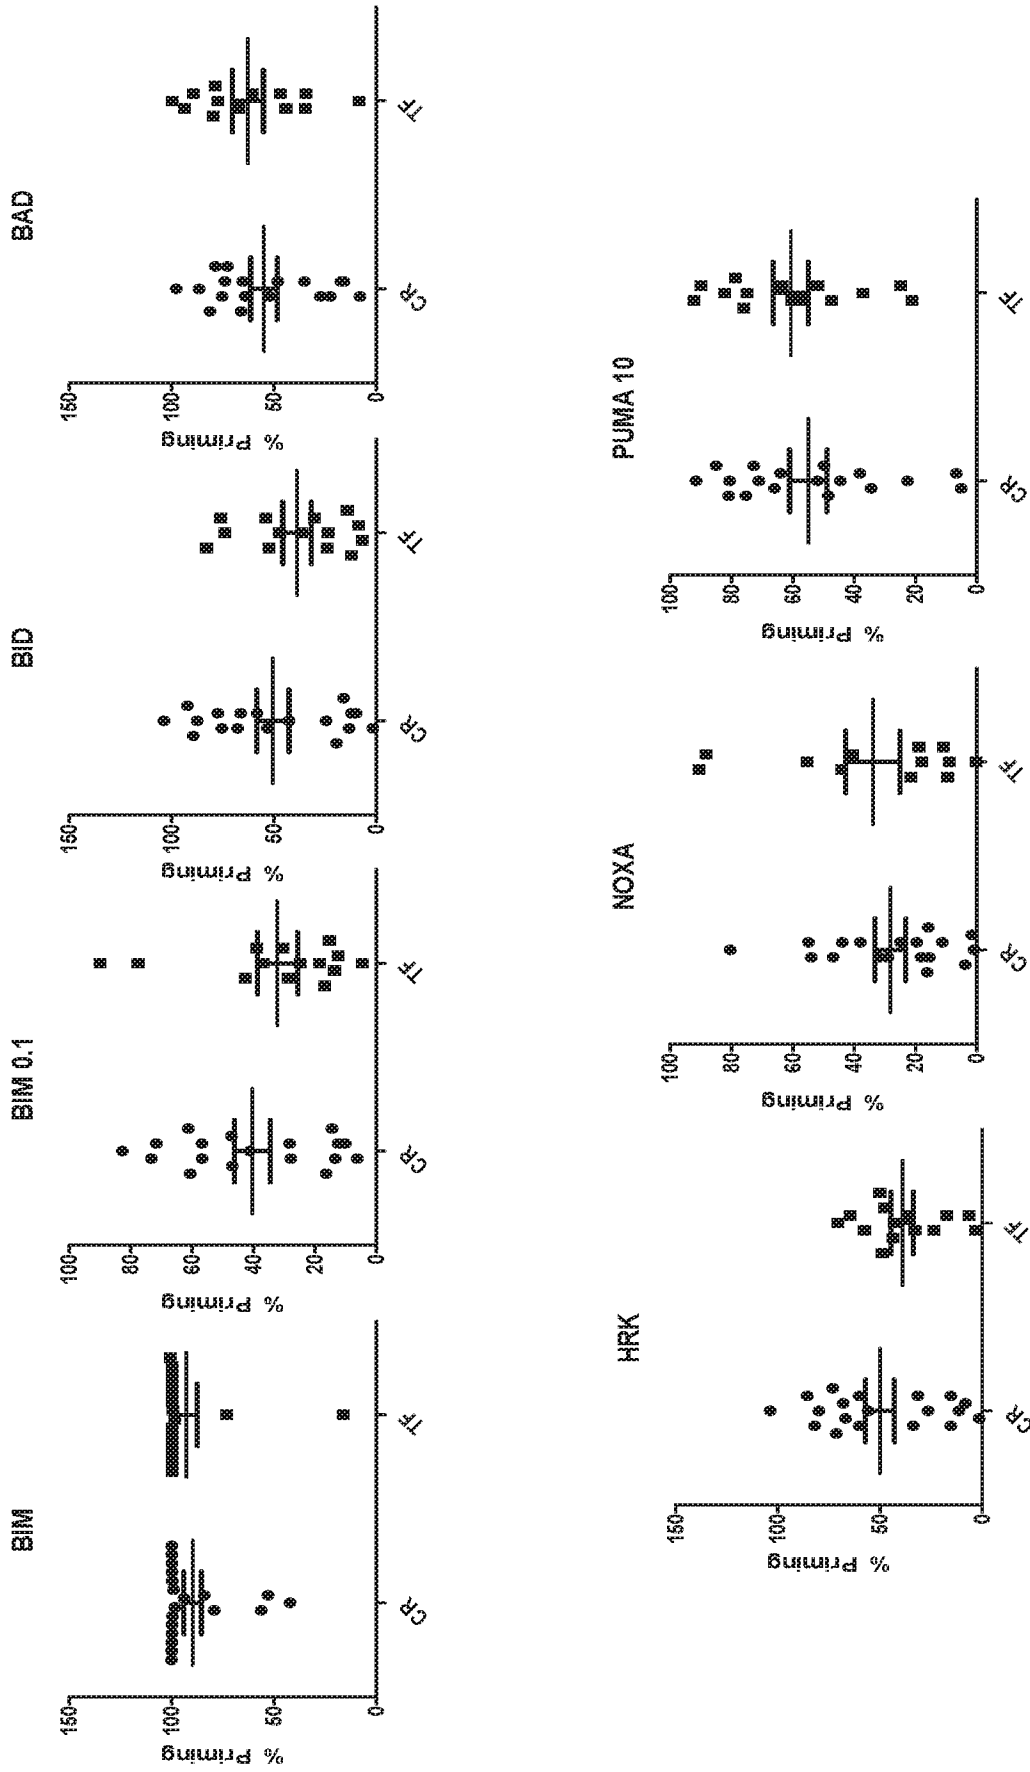 BIM
% Priming
150
100
50
0
CR
TF
BIM 0.1
% Priming
100
80
60
40
20
0
CR
TF
BID
% Priming
150
100
50
0
CR
TF
BAD
% Priming
150
100
50
0
CR
TF
HRK
% Priming
150
100
50
0
CR
TF
NOXA
% Priming
100
80
60
40
20
0
CR
TF
PUMA 10
% Priming
100
80
60
40
20
0
CR
TF